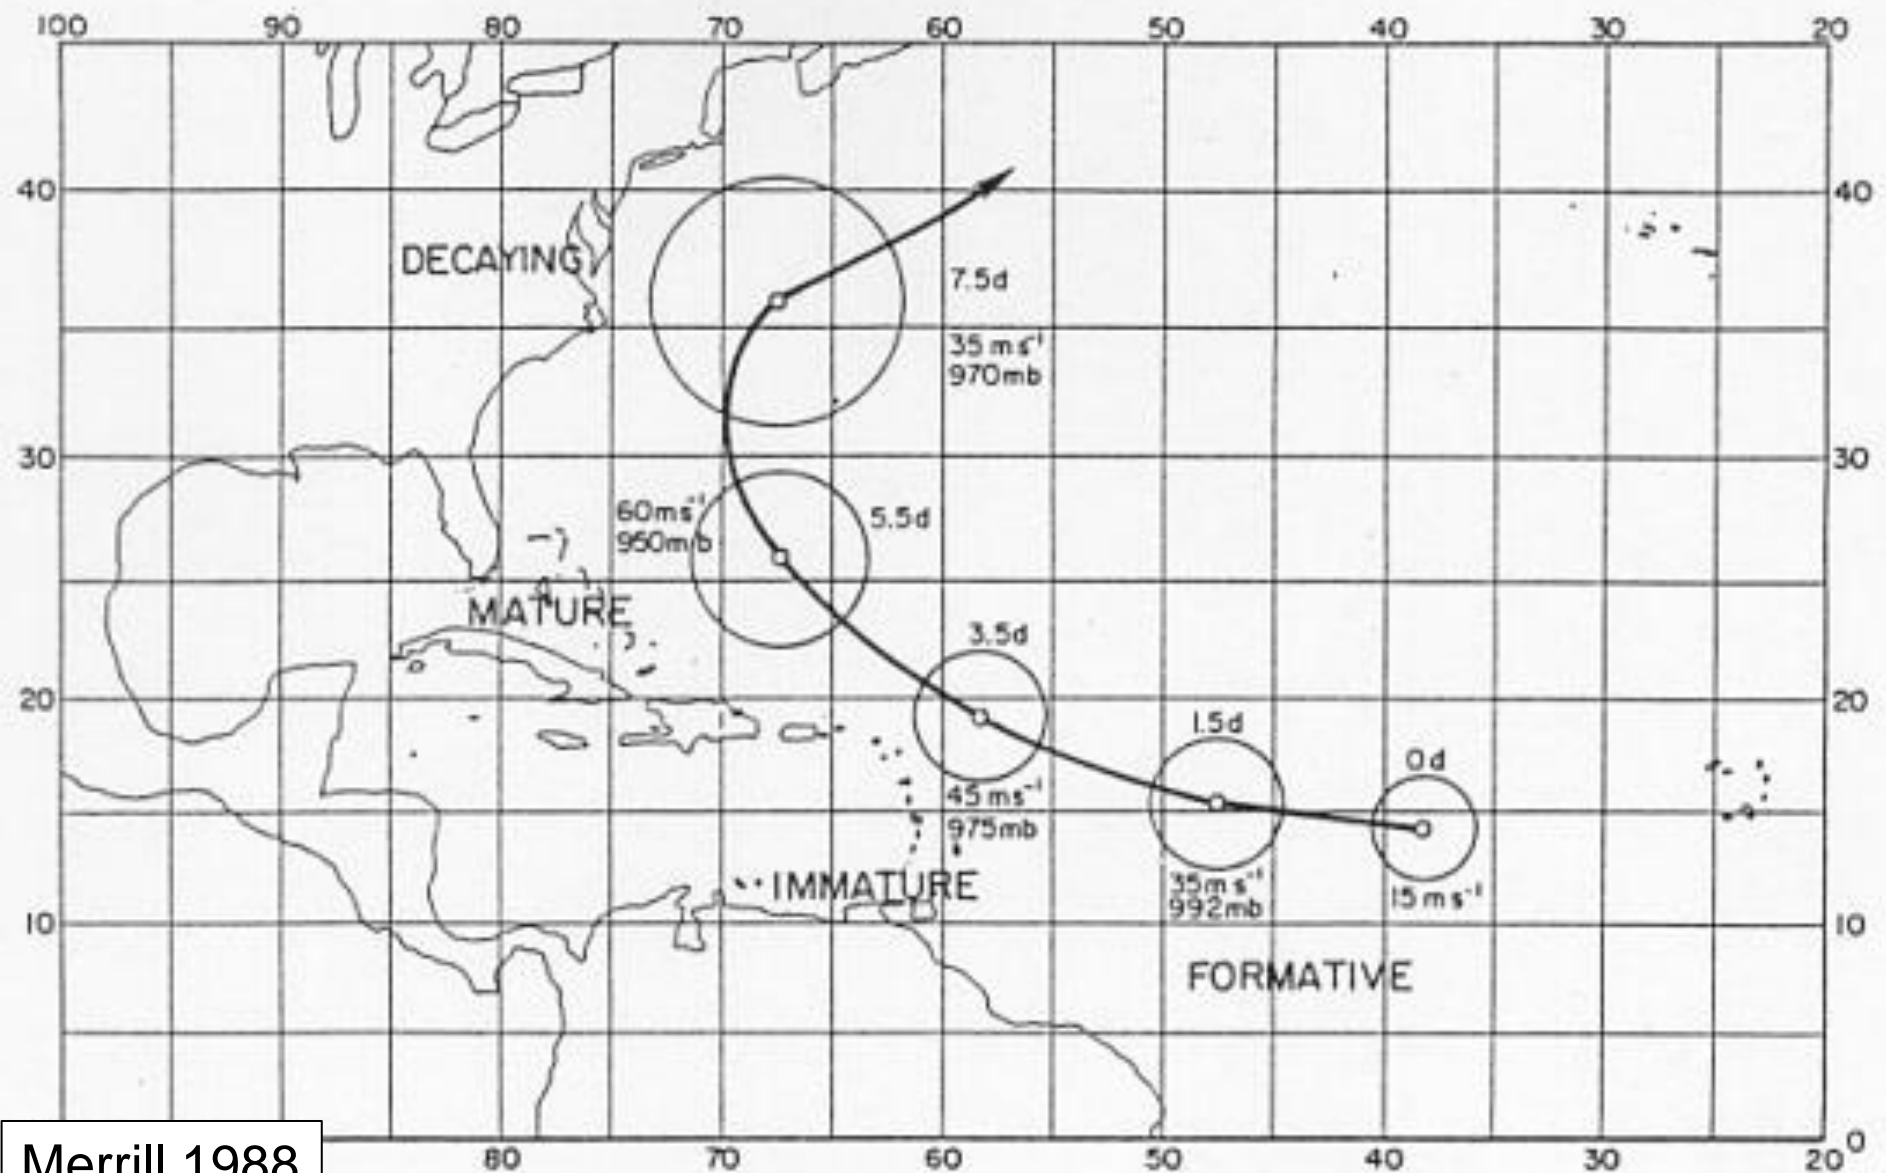 100 90 80 70 60 50 40 30 20
40 40
DECAYING
7.5d
35 ms⁻¹
970mb
30 30
60ms⁻¹
950mb
5.5d
MATURE
3.5d
20 20
1.5d
0d
45 ms⁻¹
975mb
IMMATURE
35m s⁻¹
992mb
15 m s⁻¹
10 10
FORMATIVE
0
Merrill 1988
80 70 60 50 40 30 20